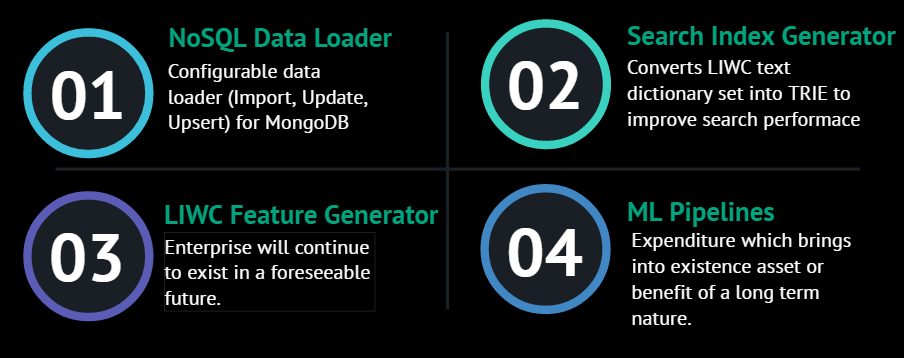 01
NoSQL Data Loader
Configurable data
loader (Import, Update,
Upsert) for MongoDB
02
Search Index Generator
Converts LIWC text
dictionary set into TRIE to
improve search performace
03
LIWC Feature Generator
Enterprise will continue
to exist in a foreseeable
future.
04
ML Pipelines
Expenditure which brings
into existence asset or
benefit of a long term
nature.